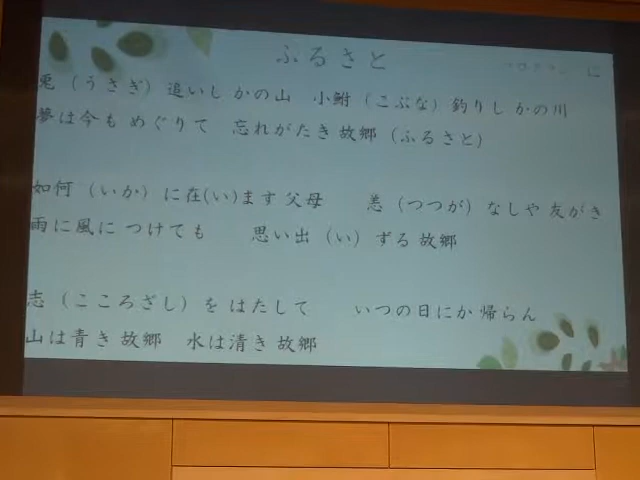 ふるさと
兎（うさぎ）追いし かの山　小鮒（こぶな）釣りし かの川
夢は今も めぐりて　忘れがたき 故郷（ふるさと）
如何（いか）に在(い)ます 父母　恙（つつが）なしや 友がき
雨に風に つけても　思い出（い）ずる 故郷
志（こころざし）を はたして　いつの日にか 帰らん
山は青き 故郷　水は清き 故郷